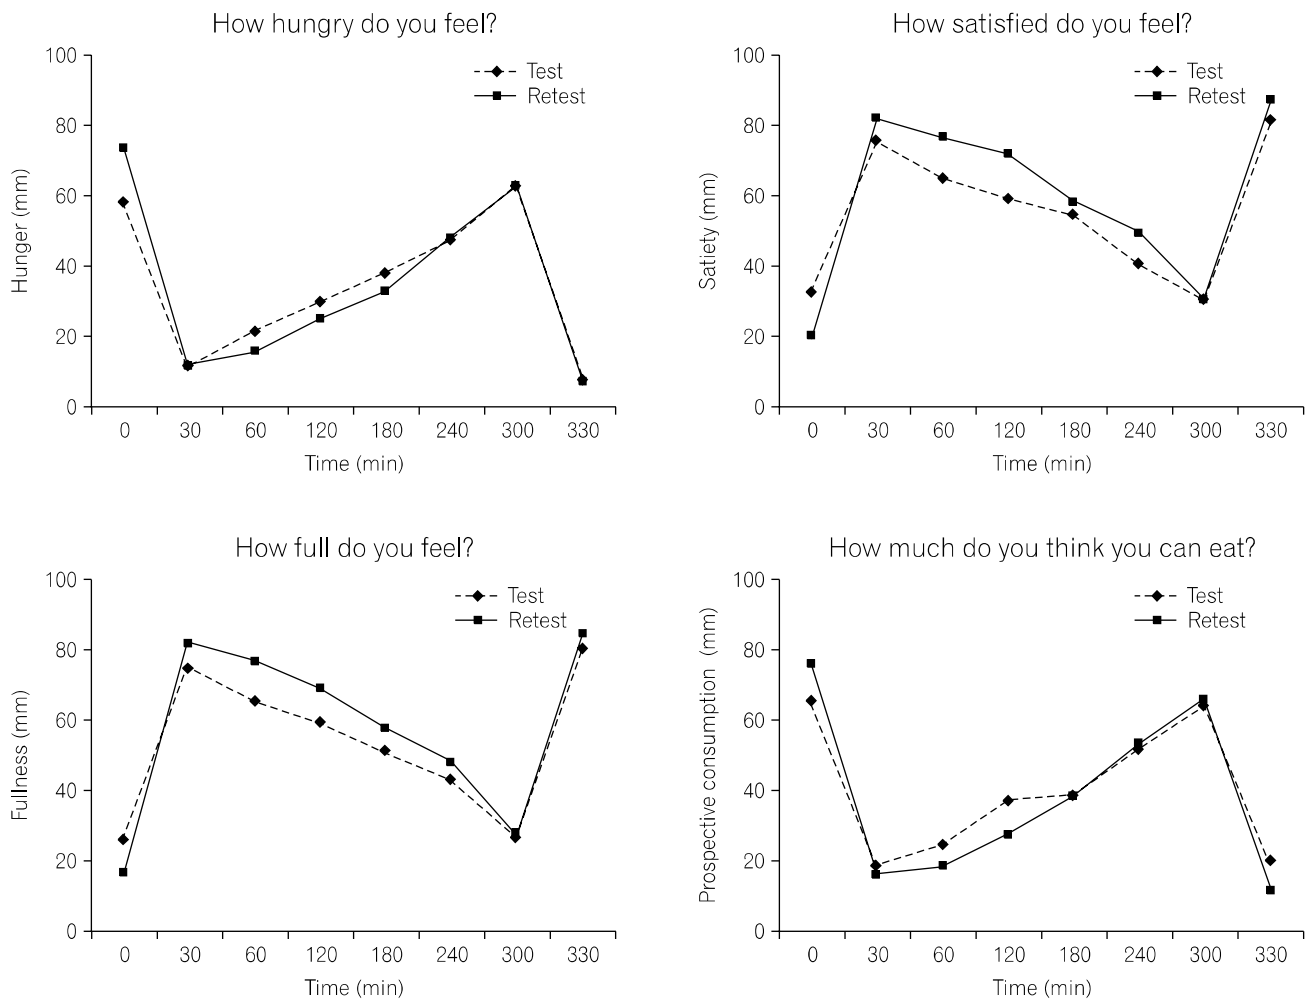 How hungry do you feel?
100
80
60
40
20
0
Hunger (mm)
Test
Retest
0 30 60 120 180 240 300 330
Time (min)
How satisfied do you feel?
100
80
60
40
20
0
Satiety (mm)
Test
Retest
0 30 60 120 180 240 300 330
Time (min)
How full do you feel?
100
80
60
40
20
0
Fullness (mm)
Test
Retest
0 30 60 120 180 240 300 330
Time (min)
How much do you think you can eat?
100
80
60
40
20
0
Prospective consumption (mm)
Test
Retest
0 30 60 120 180 240 300 330
Time (min)